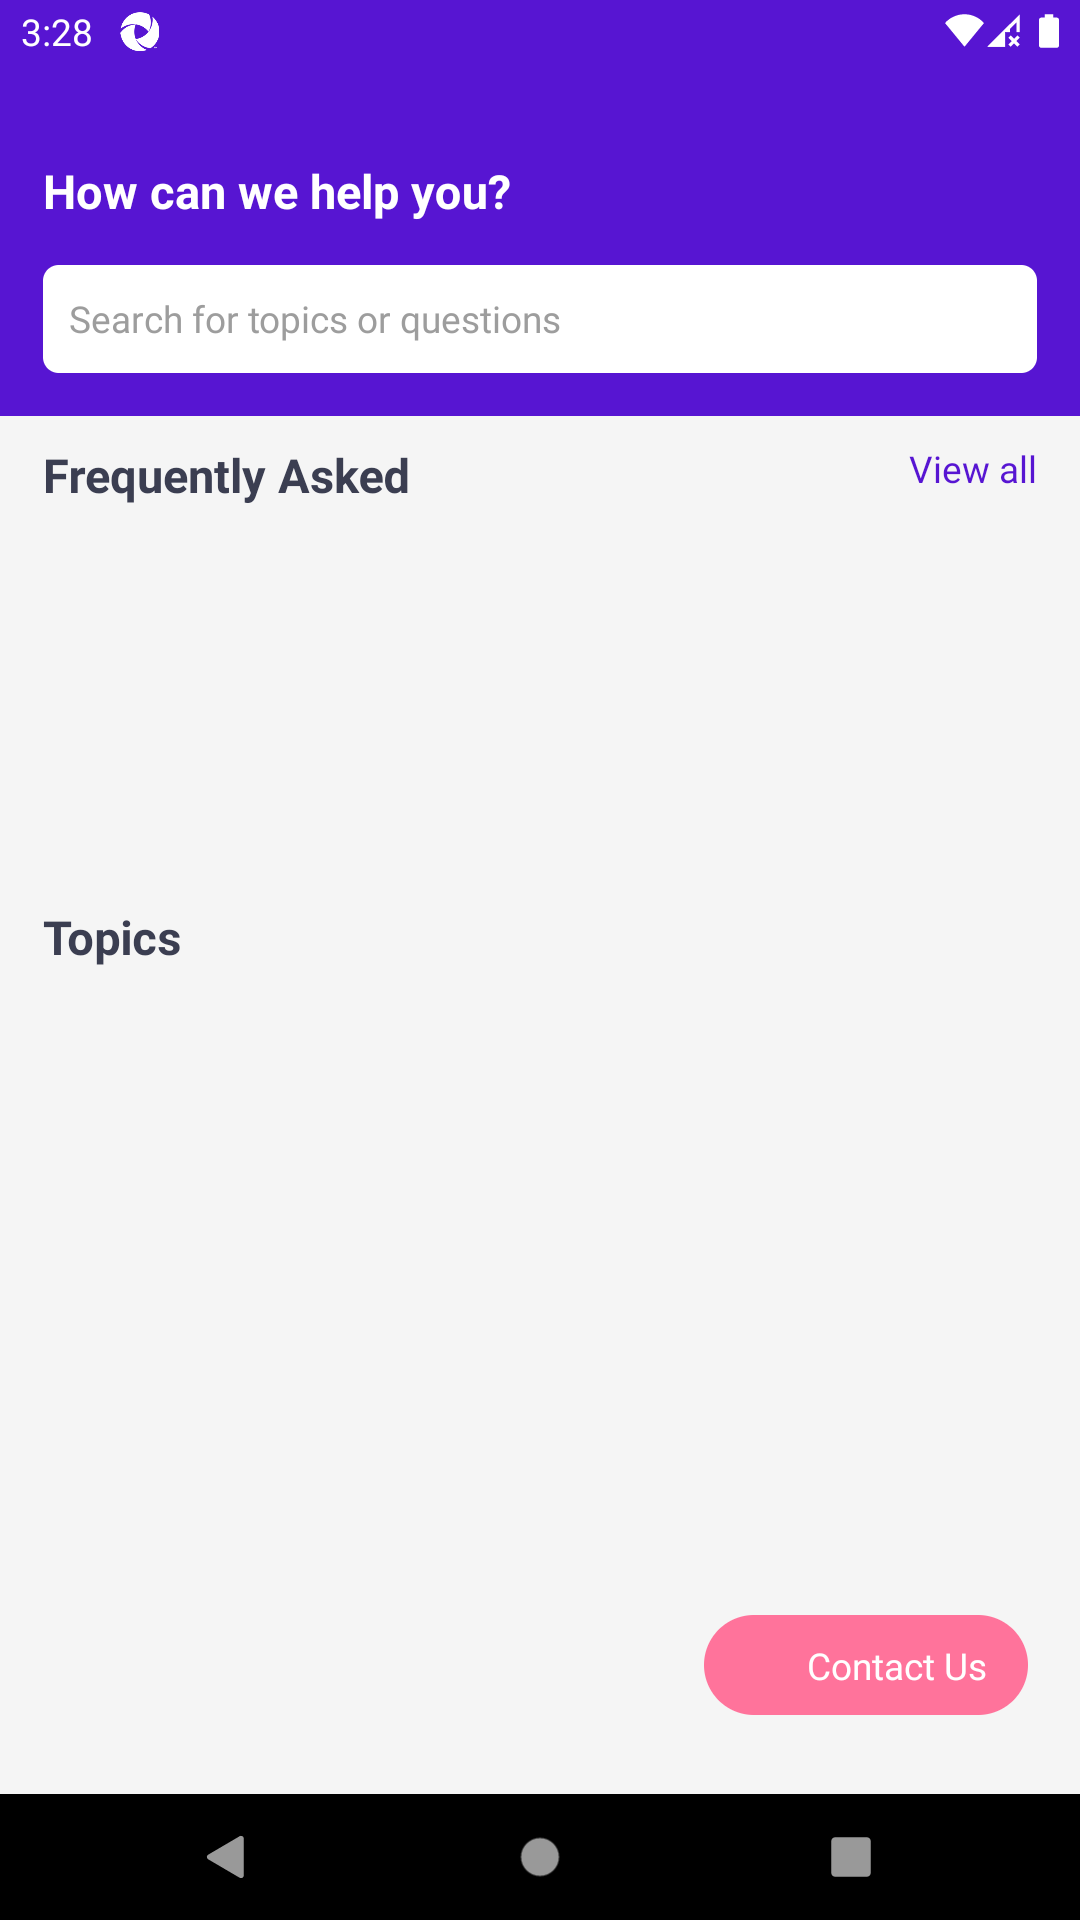 3:28
How can we help you?
Search for topics or questions
Frequently Asked
View all
Topics
Contact Us